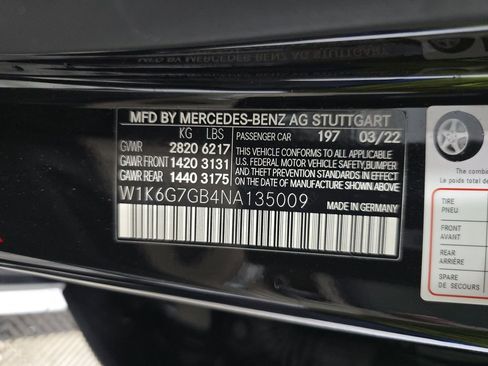 MFD BY MERCEDES-BENZ AG STUTTGART
KG LBS
GVWR 2820 6217
GAWR FRONT 1420 3131
GAWR REAR 1440 3175
PASSENGER CAR 197 03/22
THIS VEHICLE CONFORMS TO ALL APPLICABLE
U.S. FEDERAL MOTOR VEHICLE SAFETY, BUMPER
AND THEFT PREVENTION STANDARDS IN EFFECT
ON THE DATE OF MANUFACTURE SHOWN ABOVE.
W1K6G7GB4NA135009
MADE IN GERMANY
TIRE
PNEU
FRONT
AVANT
REAR
ARRIÈRE
SPARE
DE SECOURS